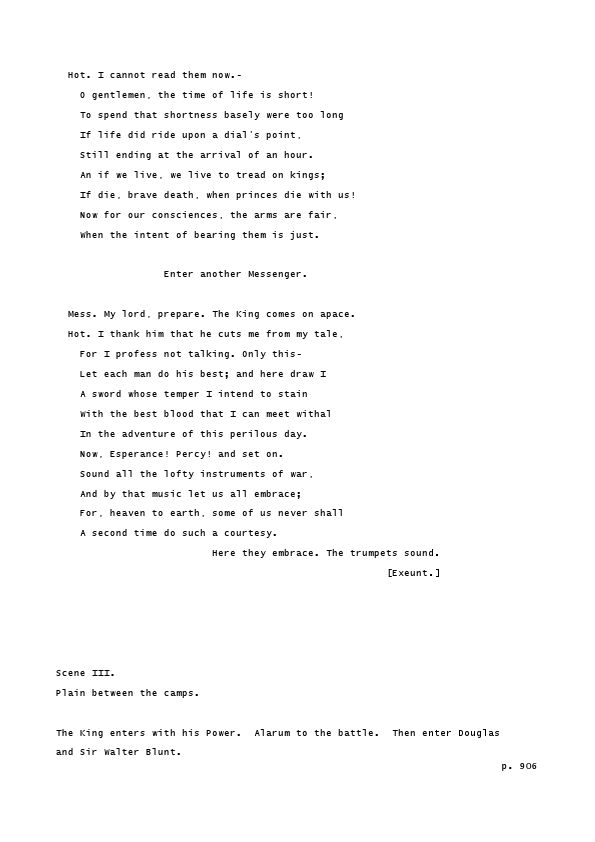 Hot. I cannot read them now.-
O gentlemen, the time of life is short!
To spend that shortness basely were too long
If life did ride upon a dial's point,
Still ending at the arrival of an hour.
An if we live, we live to tread on kings;
If die, brave death, when princes die with us!
Now for our consciences, the arms are fair,
When the intent of bearing them is just.
Enter another Messenger.
Mess. My lord, prepare. The King comes on apace.
Hot. I thank him that he cuts me from my tale,
For I profess not talking. Only this-
Let each man do his best; and here draw I
A sword whose temper I intend to stain
With the best blood that I can meet withal
In the adventure of this perilous day.
Now, Esperance! Percy! and set on.
Sound all the lofty instruments of war,
And by that music let us all embrace;
For, heaven to earth, some of us never shall
A second time do such a courtesy.
Here they embrace. The trumpets sound.
[Exeunt.]
Scene III.
Plain between the camps.
The King enters with his Power.  Alarum to the battle.  Then enter Douglas
and Sir Walter Blunt.
p. 906